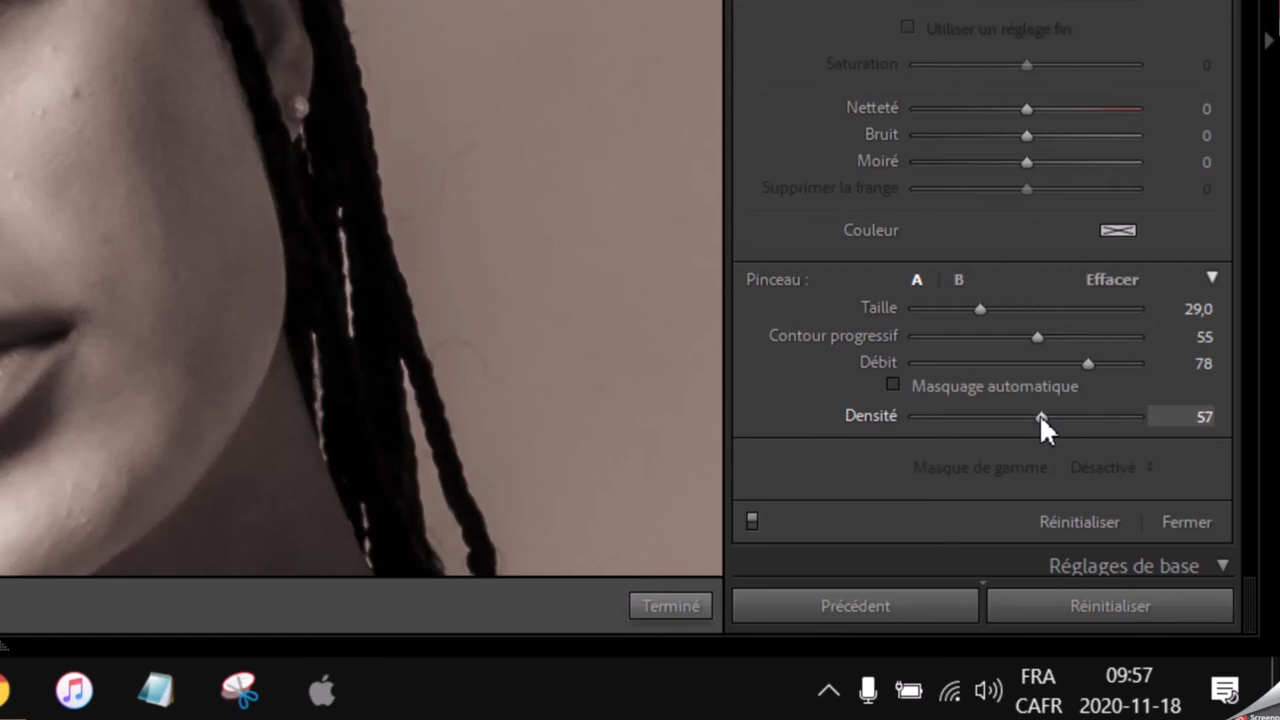 Utiliser un réglage fin
Saturation 0
Netteté 0
Bruit 0
Moiré 0
Supprimer la frange 0
Couleur
Pinceau : A B Effacer
Taille 29,0
Contour progressif 55
Débit 78
Masquage automatique
Densité 57
Masque de gamme : Désactivé
Réinitialiser Fermer
Réglages de base
Terminé Précédent Réinitialiser
FRA 09:57
CAFR 2020-11-18